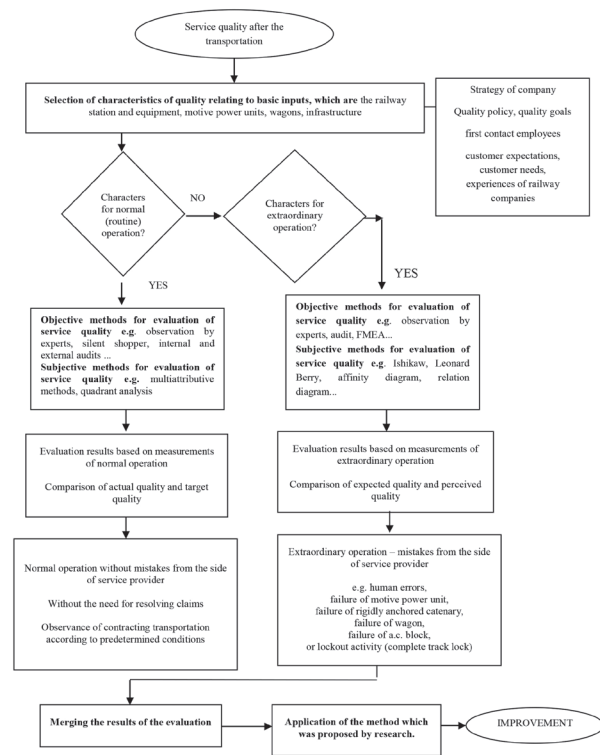 Service quality after the
transportation
Selection of characteristics of quality relating to basic inputs, which are the railway
station and equipment, motive power units, wagons, infrastructure
Strategy of company
Quality policy, quality goals
first contact employees
customer expectations,
customer needs,
experiences of railway
companies
Characters
for normal
(routine)
operation?
NO
Characters for
extraordinary
operation?
YES
YES
Objective methods for evaluation of
service quality e.g. observation by
experts, silent shopper, internal and
external audits ...
Subjective methods for evaluation of
service quality e.g. multiattributive
methods, quadrant analysis
Objective methods for evaluation of
service quality e.g. observation by
experts, audit, FMEA...
Subjective methods for evaluation of
service quality e.g. Ishikaw, Leonard
Berry, affinity diagram, relation
diagram...
Evaluation results based on measurements
of normal operation
Comparison of actual quality and target
quality
Evaluation results based on measurements of
extraordinary operation
Comparison of expected quality and perceived
quality
Normal operation without mistakes from the side
of service provider
Without the need for resolving claims
Observance of contracting transportation
according to predetermined conditions
Extraordinary operation – mistakes from the side
of service provider
e.g. human errors,
failure of motive power unit,
failure of rigidly anchored catenary,
failure of wagon,
failure of a.c. block,
or lockout activity (complete track lock)
Merging the results of the evaluation
Application of the method which
was proposed by research.
IMPROVEMENT